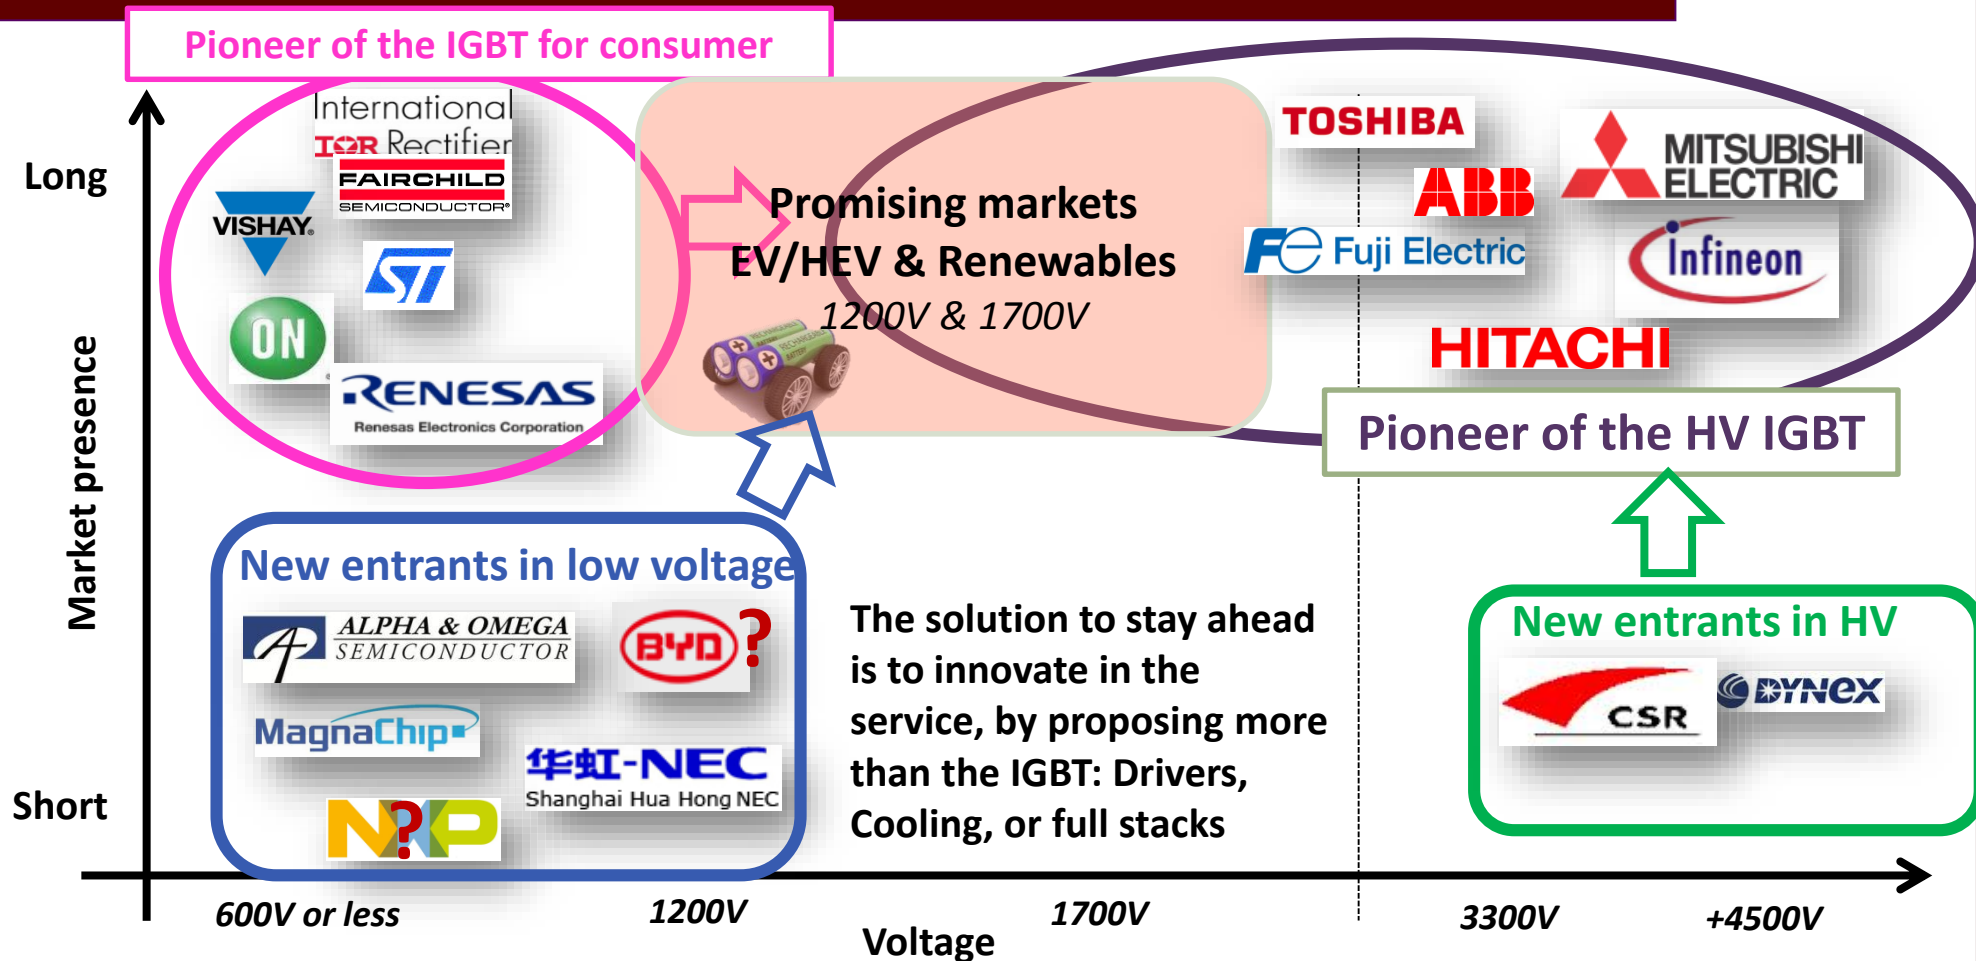 Pioneer of the IGBT for consumer
Long
Market presence
Short
International
IOR Rectifier
FAIRCHILD
SEMICONDUCTOR®
VISHAY®
ST
ON
RENESAS
Renesas Electronics Corporation
Promising markets
EV/HEV & Renewables
1200V & 1700V
RECHARGEABLE
BATTERY
RECHARGEABLE
BATTERY
TOSHIBA
MITSUBISHI
ELECTRIC
ABB
Fe Fuji Electric
Infineon
HITACHI
Pioneer of the HV IGBT
New entrants in low voltage
ALPHA & OMEGA
SEMICONDUCTOR
BYD ?
MagnaChip
华虹-NEC
Shanghai Hua Hong NEC
NXP
?
The solution to stay ahead
is to innovate in the
service, by proposing more
than the IGBT: Drivers,
Cooling, or full stacks
New entrants in HV
CSR
DYNEX
600V or less
1200V
1700V
3300V
+4500V
Voltage